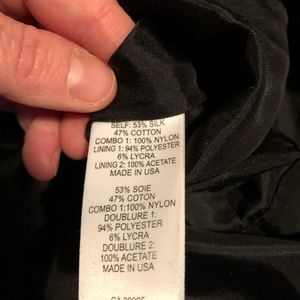 SELF: 53% SILK
47% COTTON
COMBO 1: 100% NYLON
LINING 1: 94% POLYESTER
6% LYCRA
LINING 2: 100% ACETATE
MADE IN USA
53% SOIE
47% COTON
COMBO 1:100% NYLON
DOUBLURE 1:
94% POLYESTER
6% LYCRA
DOUBLURE 2:
100% ACETATE
MADE IN USA